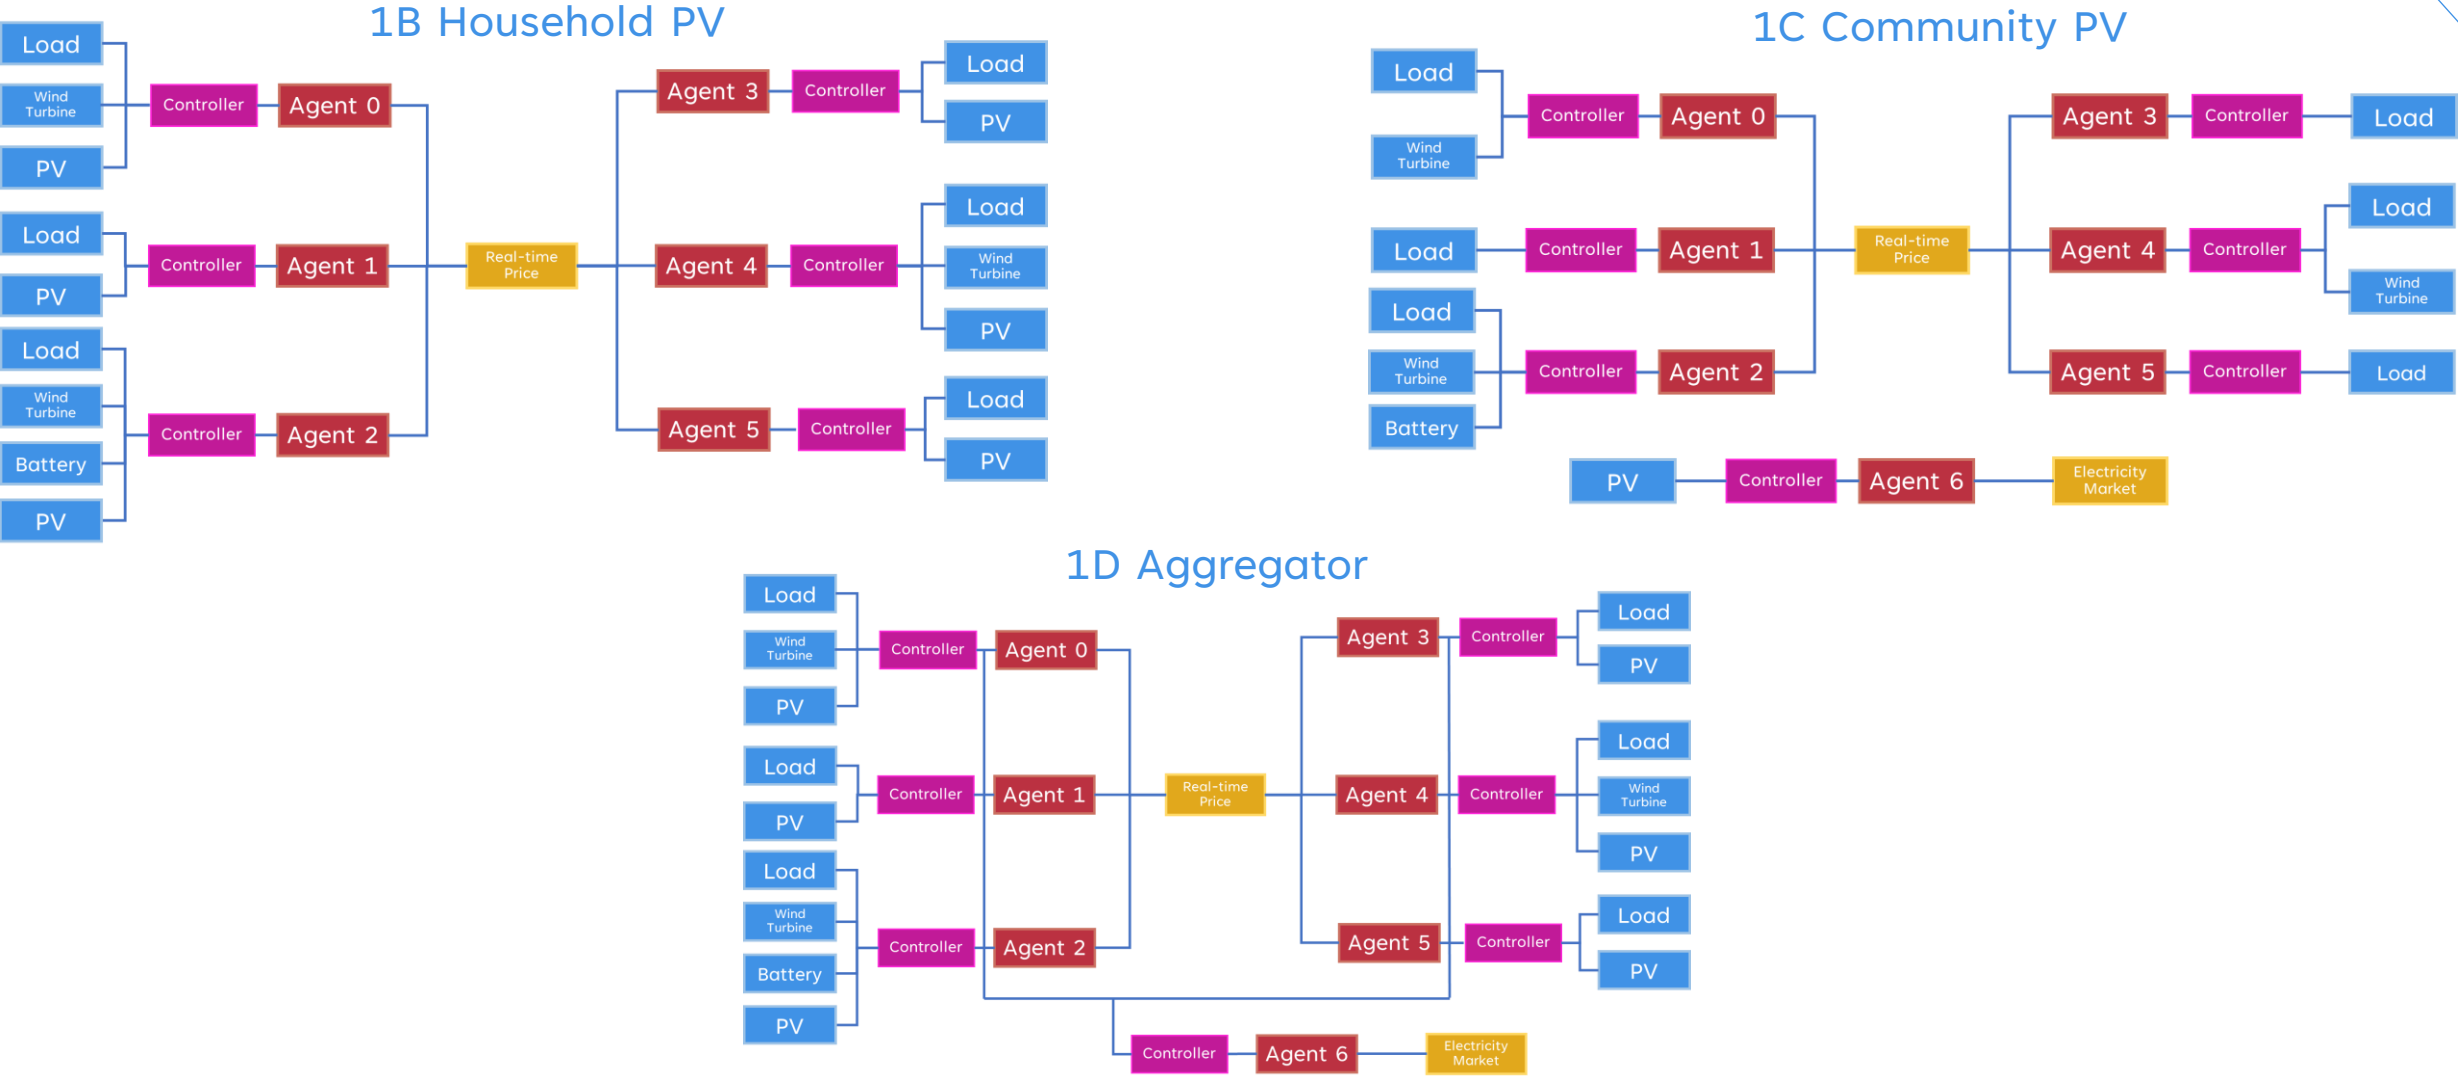 1B Household PV
Load
Wind
Turbine
PV
Controller
Agent 0
Load
PV
Controller
Agent 1
Load
Wind
Turbine
Battery
PV
Controller
Agent 2
Real-time
Price
Agent 3
Controller
Load
PV
Agent 4
Controller
Load
Wind
Turbine
PV
Agent 5
Controller
Load
PV
1C Community PV
Load
Wind
Turbine
Controller
Agent 0
Load
Controller
Agent 1
Load
Wind
Turbine
Battery
Controller
Agent 2
Real-time
Price
Agent 3
Controller
Load
Agent 4
Controller
Load
Wind
Turbine
Agent 5
Controller
Load
PV
Controller
Agent 6
Electricity
Market
1D Aggregator
Load
Wind
Turbine
PV
Controller
Agent 0
Load
PV
Controller
Agent 1
Load
Wind
Turbine
Battery
PV
Controller
Agent 2
Real-time
Price
Agent 3
Controller
Load
PV
Agent 4
Controller
Load
Wind
Turbine
PV
Agent 5
Controller
Load
PV
Controller
Agent 6
Electricity
Market